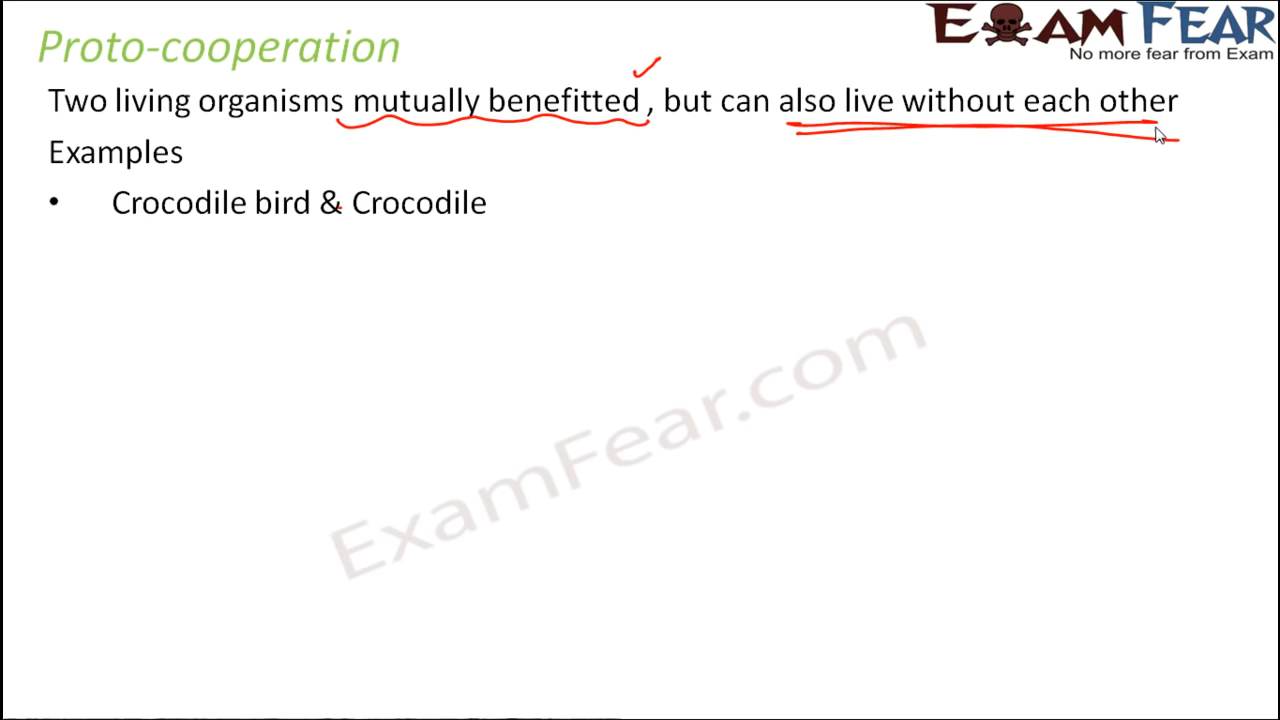 Proto-cooperation
EXAM FEAR
No more fear from Exam
Two living organisms mutually benefitted , but can also live without each other
Examples
• Crocodile bird & Crocodile
ExamFear.com